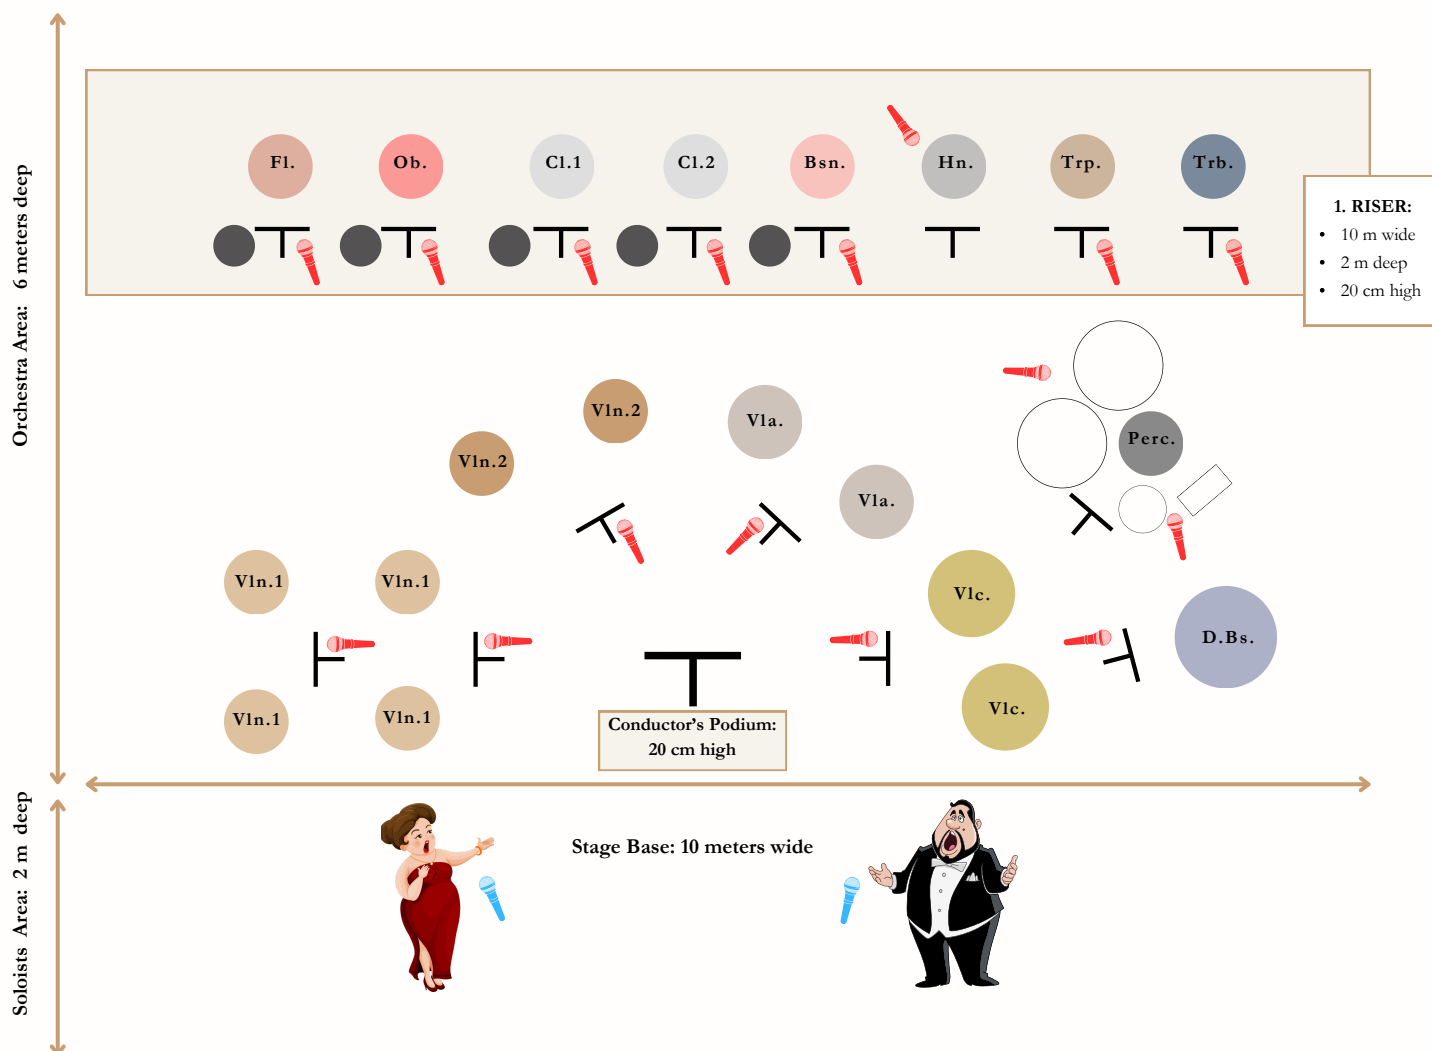 Orchestra Area: 6 meters deep
Fl.
Ob.
Cl.1
Cl.2
Bsn.
Hn.
Trp.
Trb.
1. RISER:
• 10 m wide
• 2 m deep
• 20 cm high
Vln.2
Vln.2
Vla.
Vla.
Perc.
Vln.1
Vln.1
Vlc.
D.Bs.
Vln.1
Vln.1
Vlc.
Conductor's Podium:
20 cm high
Soloists Area: 2 m deep
Stage Base: 10 meters wide